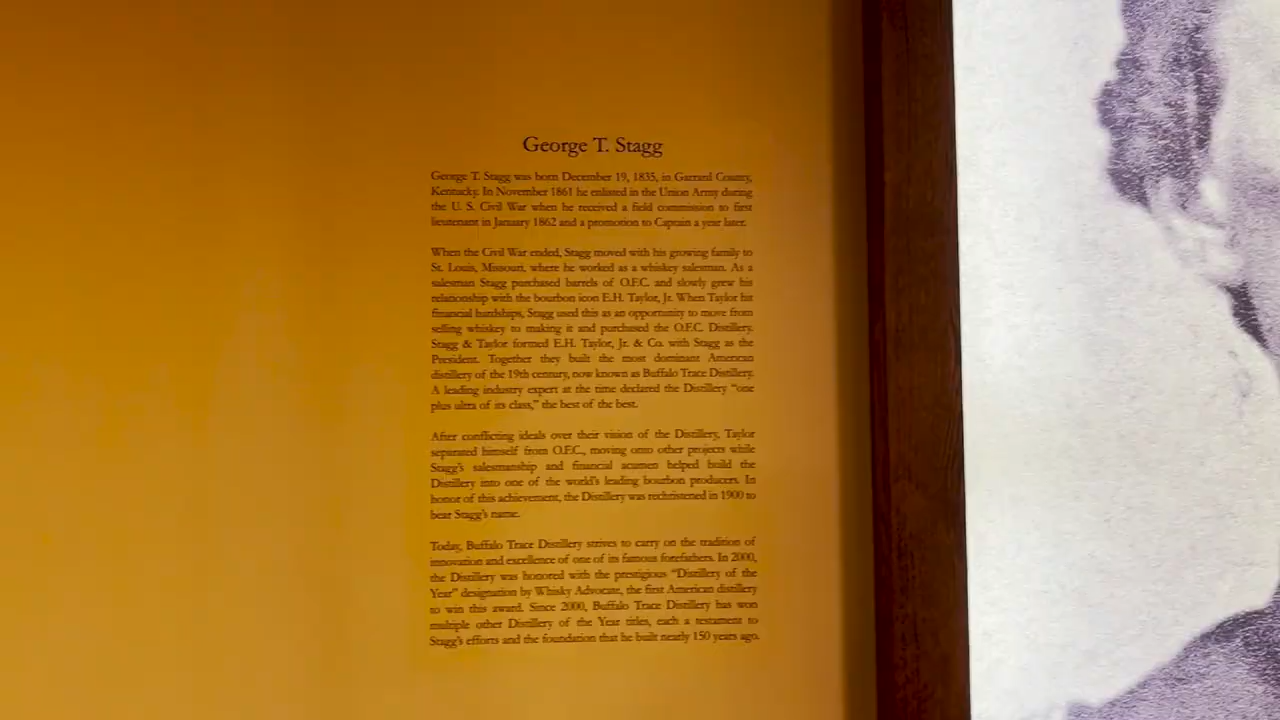 George T. Stagg
George T. Stagg was born December 19, 1835, in Garrard County,
Kentucky. In November 1861 he enlisted in the Union Army during
the U. S. Civil War when he received a field commission to first
lieutenant in January 1862 and a promotion to Captain a year later.
When the Civil War ended, Stagg moved with his growing family to
St. Louis, Missouri, where he worked as a whiskey salesman. As a
salesman Stagg purchased barrels of O.F.C. and slowly grew his
relationship with the bourbon icon E.H. Taylor, Jr. When Taylor hit
financial hardships, Stagg used this as an opportunity to move from
selling whiskey to making it and purchased the O.F.C. Distillery.
Stagg & Taylor formed E.H. Taylor, Jr. & Co. with Stagg as the
President. Together they built the most dominant American
distillery of the 19th century, now known as Buffalo Trace Distillery.
A leading industry expert at the time declared the Distillery “one
plus ultra of its class,” the best of the best.
After conflicting ideals over their vision of the Distillery, Taylor
separated himself from O.F.C., moving onto other projects while
Stagg's salesmanship and financial acumen helped build the
Distillery into one of the world's leading bourbon producers. In
honor of this achievement, the Distillery was rechristened in 1900 to
bear Stagg's name.
Today, Buffalo Trace Distillery strives to carry on the tradition of
innovation and excellence of one of its famous forefathers. In 2000,
the Distillery was honored with the prestigious “Distillery of the
Year” designation by Whisky Advocate, the first American distillery
to win this award. Since 2000, Buffalo Trace Distillery has won
multiple other Distillery of the Year titles, each a testament to
Stagg's efforts and the foundation that he built nearly 150 years ago.